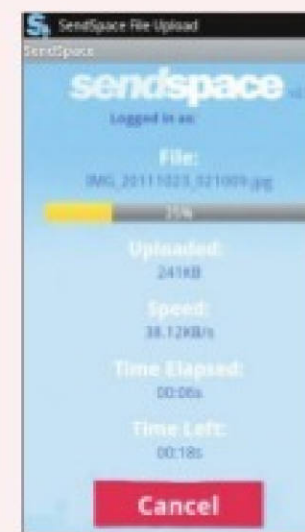 SendSpace File Upload
SendSpace
sendspace
Logged in as:
File:
IMG_20111023_021009.jpg
25%
Uploaded:
241KB
Speed:
38.12KB/s
Time Elapsed:
00:06s
Time Left:
00:18s
Cancel